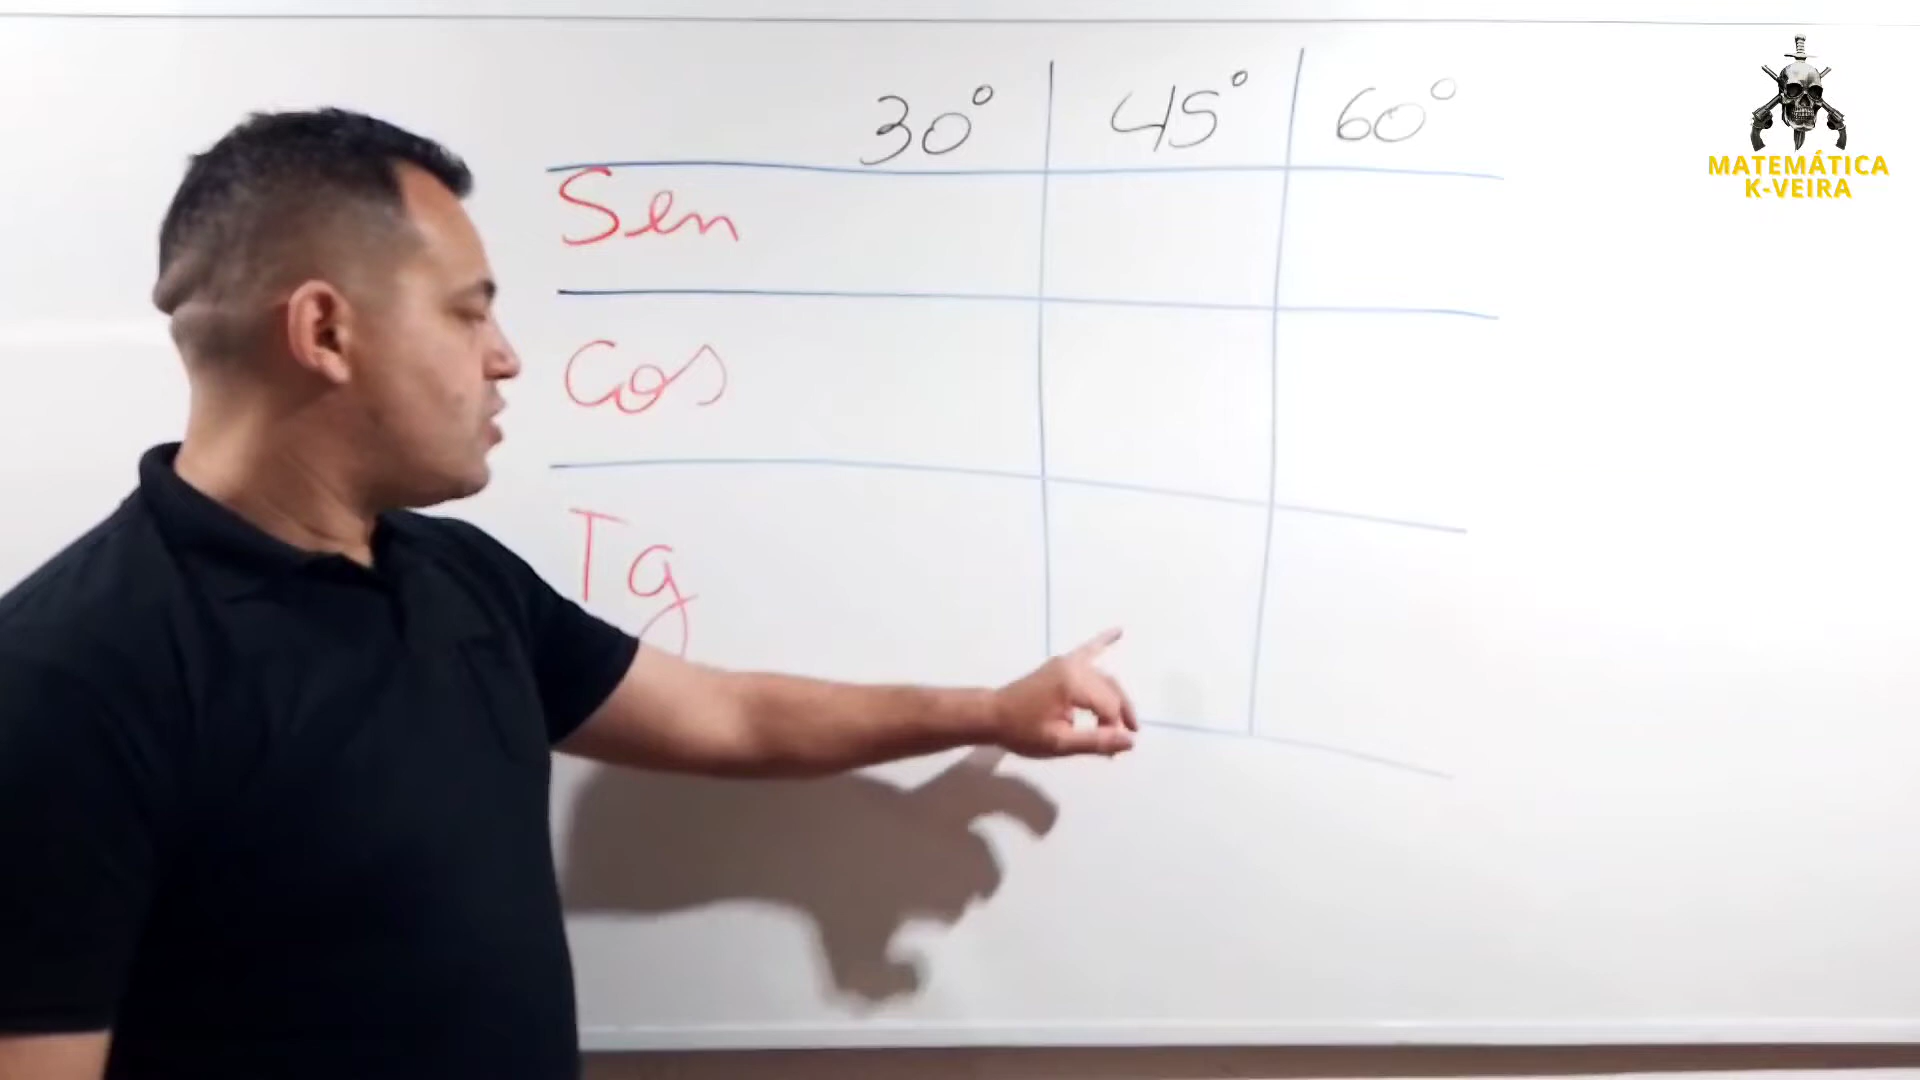 30° 45° 60°
Sen
Cos
Tg
MATEMÁTICA
K-VEIRA